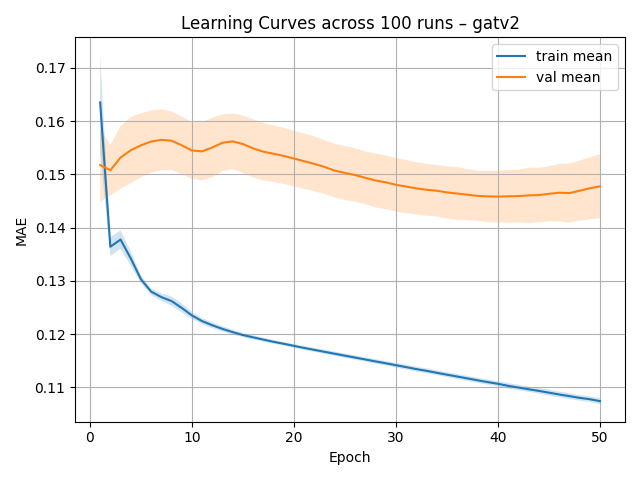 Learning Curves across 100 runs – gatv2
train mean
val mean
MAE
0.17
0.16
0.15
0.14
0.13
0.12
0.11
0 10 20 30 40 50
Epoch